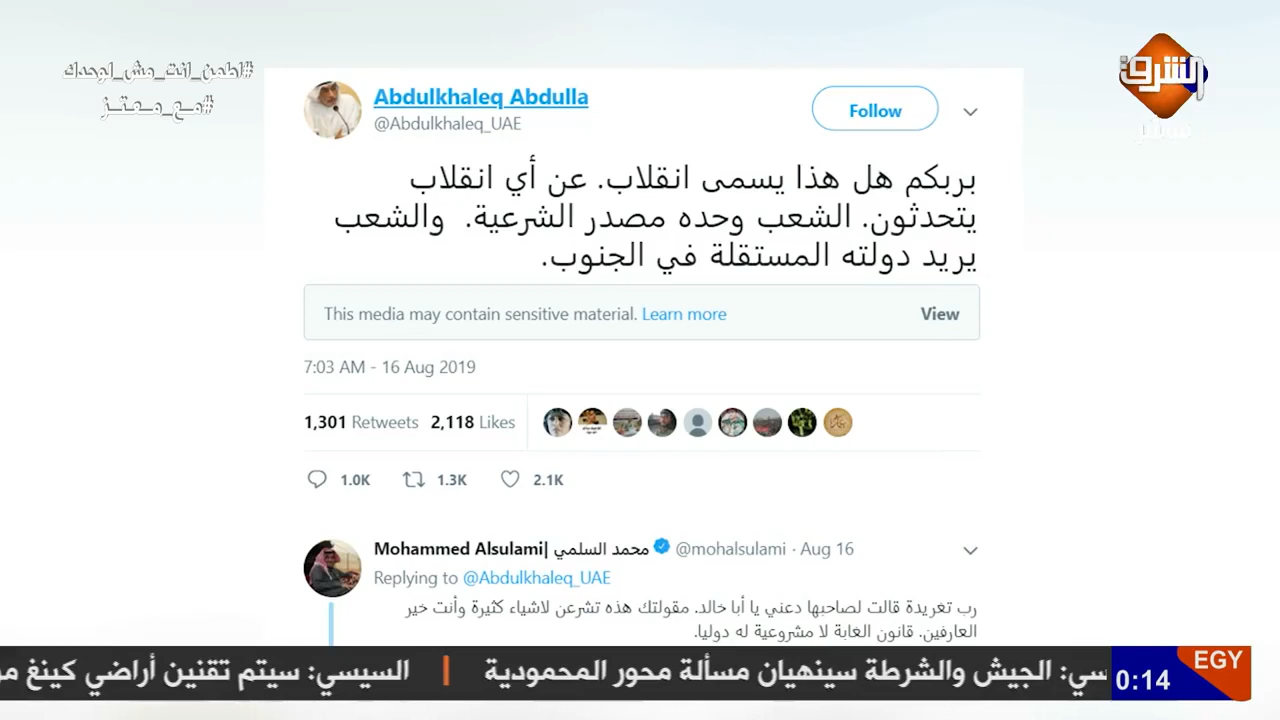 #اطمن_انت_مش_لوحدك
#مـع_مـعـتـــز
الشرق
مباشر
Abdulkhaleq Abdulla
@Abdulkhaleq_UAE
Follow
بربكم هل هذا يسمى انقلاب. عن أي انقلاب
يتحدثون. الشعب وحده مصدر الشرعية. والشعب
يريد دولته المستقلة في الجنوب.
This media may contain sensitive material. Learn more View
7:03 AM - 16 Aug 2019
1,301 Retweets 2,118 Likes
1.0K 1.3K 2.1K
Mohammed Alsulami| محمد السلمي @mohalsulami · Aug 16
Replying to @Abdulkhaleq_UAE
رب تغريدة قالت لصاحبها دعني يا أبا خالد. مقولتك هذه تشرعن لاشياء كثيرة وأنت خير
العارفين. قانون الغابة لا مشروعية له دوليا.
سي: الجيش والشرطة سينهيان مسألة محور المحمودية | السيسي: سيتم تقنين أراضي كينغ
EGY
0:14